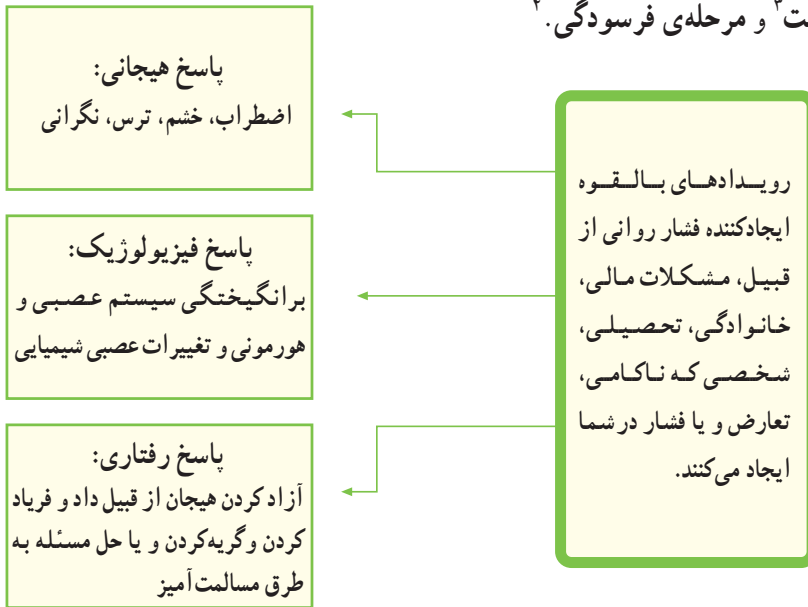 و مرحله‌ی فرسودگی.
رویدادهای بالقوه
ایجادکننده فشار روانی از
قبیل، مشکلات مالی،
خانوادگی، تحصیلی،
شخصی که ناکامی،
تعارض و یا فشار در شما
ایجاد می‌کنند.
پاسخ هیجانی:
اضطراب، خشم، ترس، نگرانی
پاسخ فیزیولوژیک:
برانگیختگی سیستم عصبی و
هورمونی و تغییرات عصبی شیمیایی
پاسخ رفتاری:
آزاد کردن هیجان از قبیل داد و فریاد
کردن وگریه‌کردن و یا حل مسئله به
طرق مسالمت‌آمیز